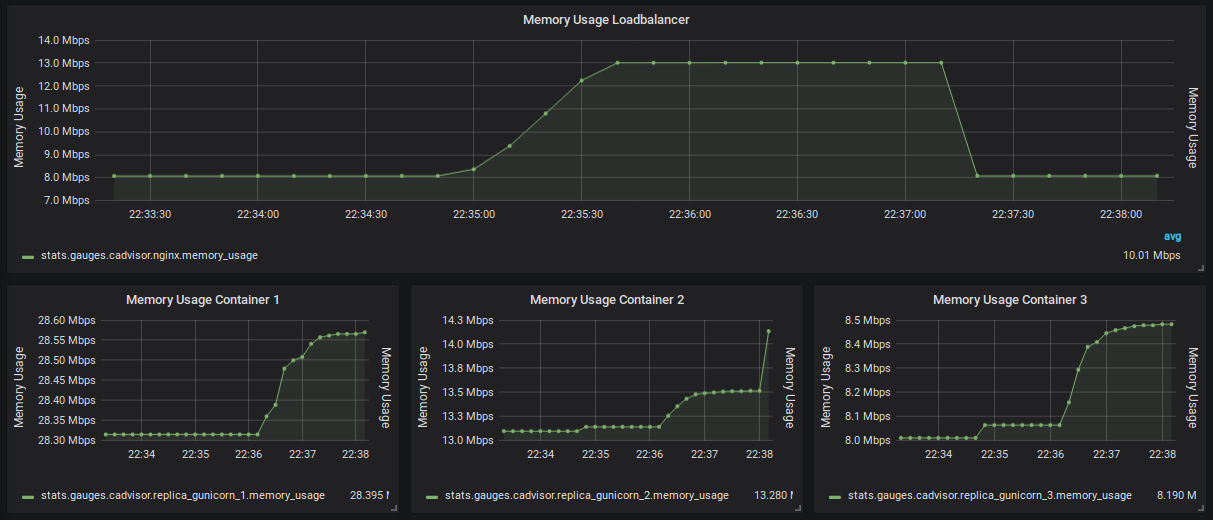 Memory Usage Loadbalancer
14.0 Mbps
13.0 Mbps
12.0 Mbps
11.0 Mbps
10.0 Mbps
9.0 Mbps
8.0 Mbps
7.0 Mbps
Memory Usage
Memory Usage
22:33:30 22:34:00 22:34:30 22:35:00 22:35:30 22:36:00 22:36:30 22:37:00 22:37:30 22:38:00
avg
stats.gauges.cadvisor.nginx.memory_usage 10.01 Mbps
Memory Usage Container 1
28.60 Mbps
28.55 Mbps
28.50 Mbps
28.45 Mbps
28.40 Mbps
28.35 Mbps
28.30 Mbps
Memory Usage
Memory Usage
22:34 22:35 22:36 22:37 22:38
stats.gauges.cadvisor.replica_gunicorn_1.memory_usage 28.395 M
Memory Usage Container 2
14.3 Mbps
14.0 Mbps
13.8 Mbps
13.5 Mbps
13.3 Mbps
13.0 Mbps
Memory Usage
Memory Usage
22:34 22:35 22:36 22:37 22:38
stats.gauges.cadvisor.replica_gunicorn_2.memory_usage 13.280 M
Memory Usage Container 3
8.5 Mbps
8.4 Mbps
8.3 Mbps
8.2 Mbps
8.1 Mbps
8.0 Mbps
Memory Usage
Memory Usage
22:34 22:35 22:36 22:37 22:38
stats.gauges.cadvisor.replica_gunicorn_3.memory_usage 8.190 M